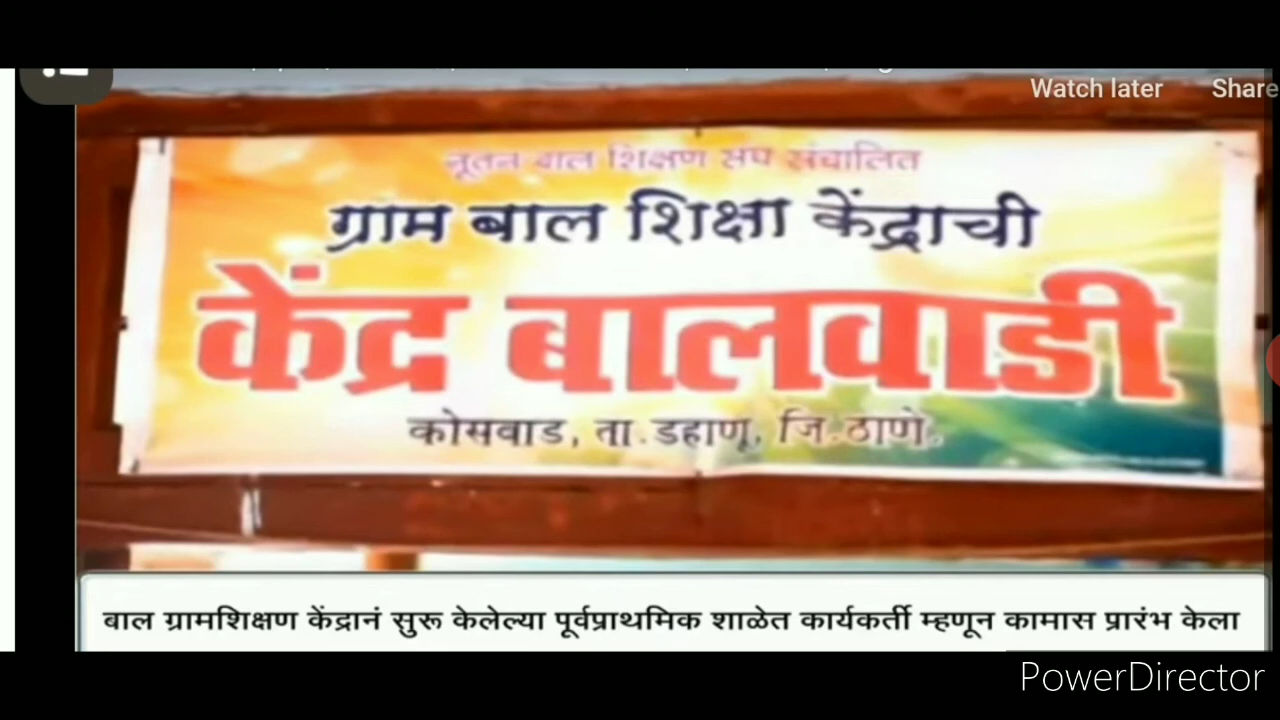 Watch later Share
नूतन बाल शिक्षण संघ संचालित
ग्राम बाल शिक्षा केंद्राची
केंद्र बालवाडी
कोसवाड, ता.डहाणू, जि.ठाणे.
बाल ग्रामशिक्षण केंद्रानं सुरू केलेल्या पूर्वप्राथमिक शाळेत कार्यकर्ती म्हणून कामास प्रारंभ केला
PowerDirector